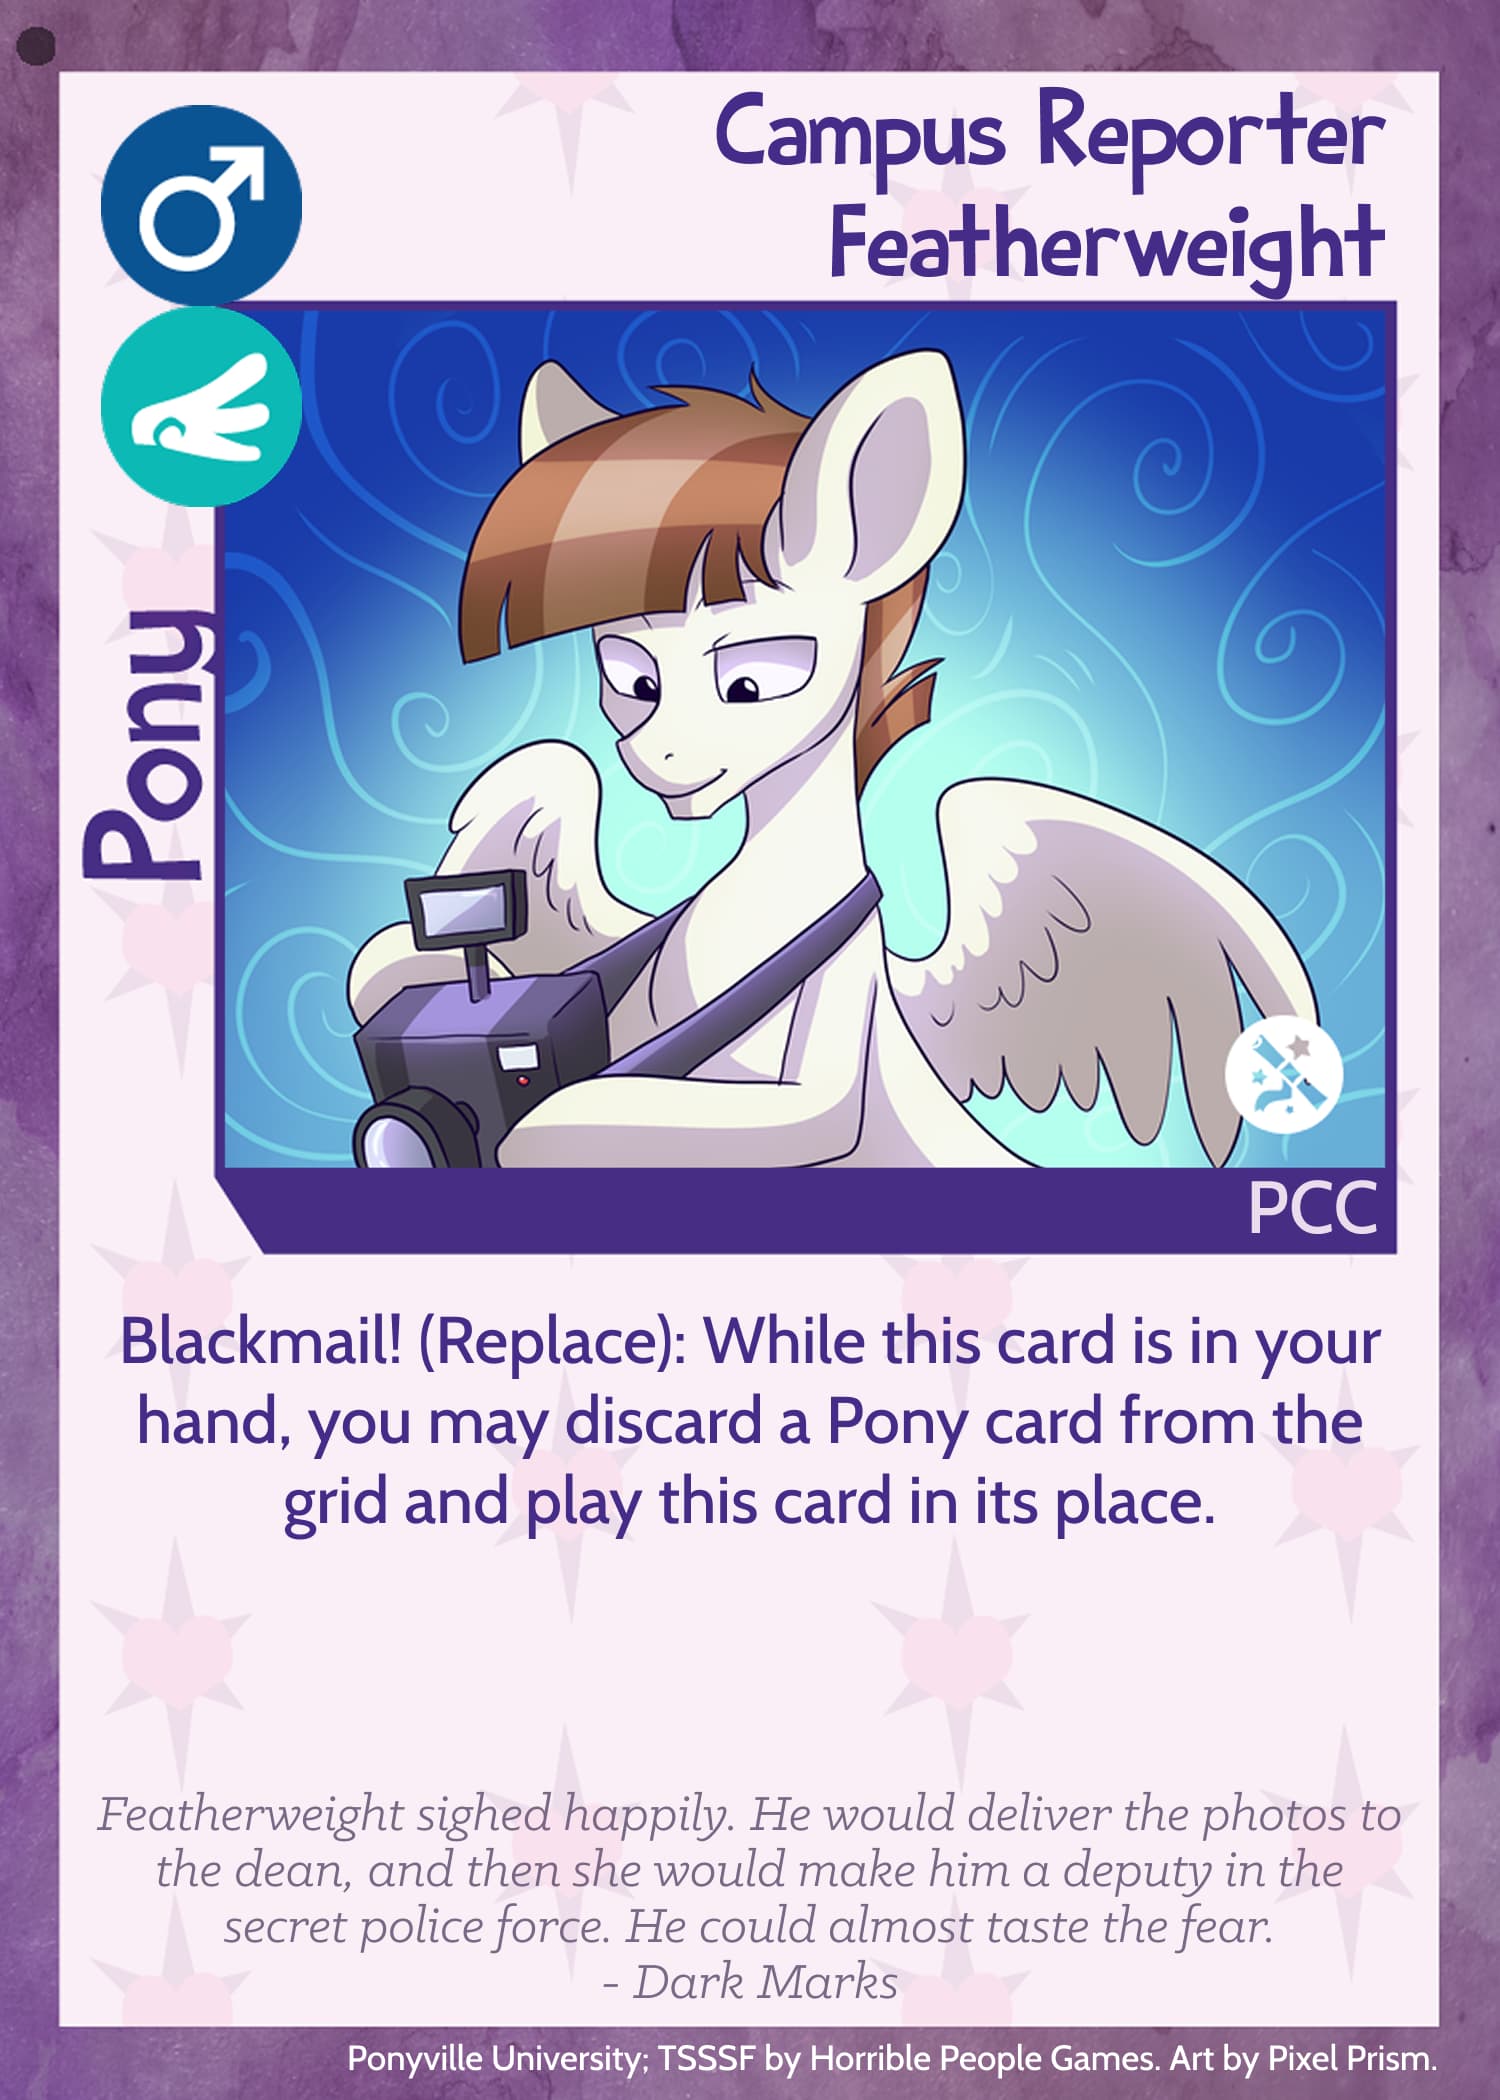 Campus Reporter
Featherweight
Pony
PCC
Blackmail! (Replace): While this card is in your
hand, you may discard a Pony card from the
grid and play this card in its place.
Featherweight sighed happily. He would deliver the photos to
the dean, and then she would make him a deputy in the
secret police force. He could almost taste the fear.
- Dark Marks
Ponyville University; TSSSF by Horrible People Games. Art by Pixel Prism.